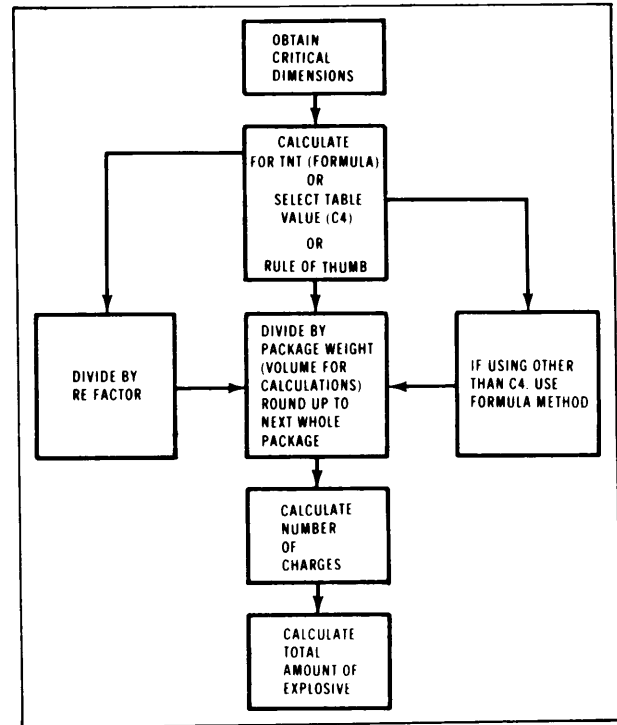 OBTAIN
CRITICAL
DIMENSIONS
CALCULATE
FOR TNT (FORMULA)
OR
SELECT TABLE
VALUE (C4)
OR
RULE OF THUMB
DIVIDE BY
RE FACTOR
DIVIDE BY
PACKAGE WEIGHT
(VOLUME FOR
CALCULATIONS)
ROUND UP TO
NEXT WHOLE
PACKAGE
IF USING OTHER
THAN C4. USE
FORMULA METHOD
CALCULATE
NUMBER
OF
CHARGES
CALCULATE
TOTAL
AMOUNT OF
EXPLOSIVE